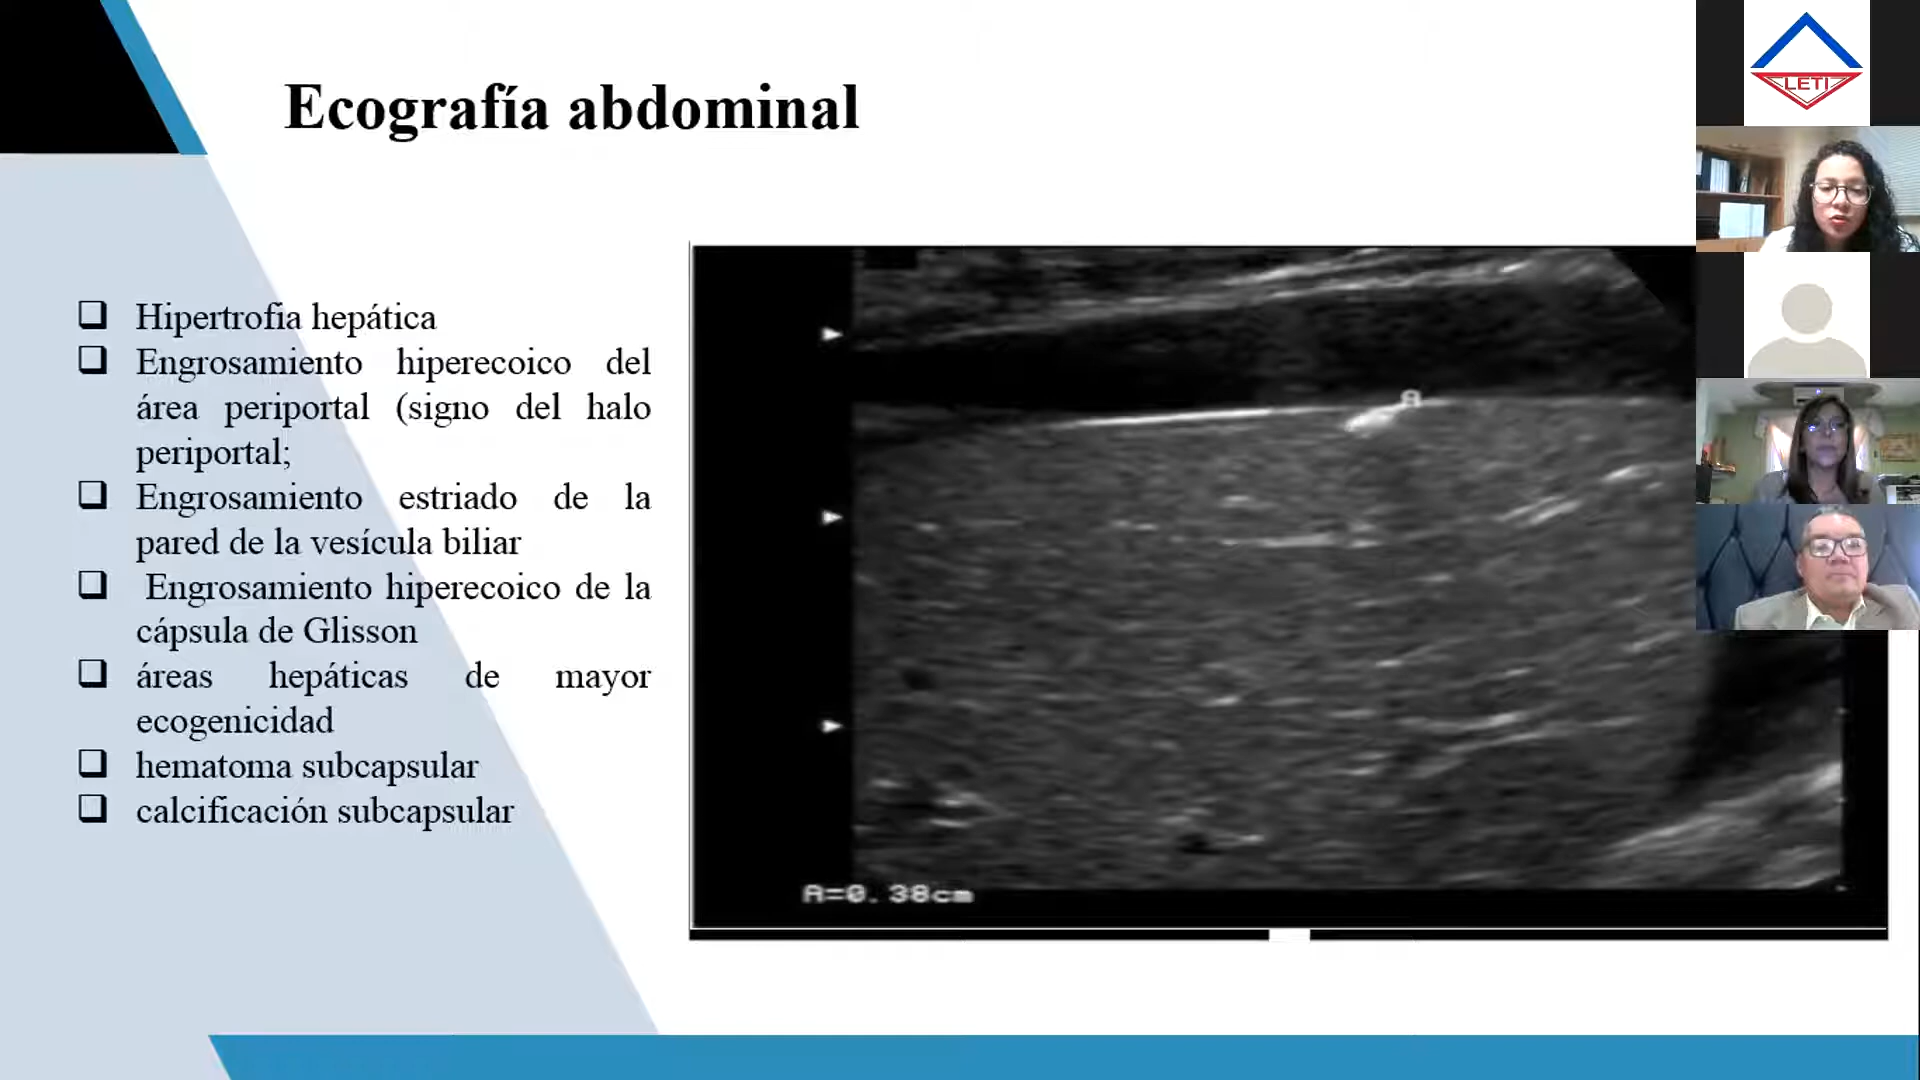 Ecografía abdominal
Hipertrofia hepática
Engrosamiento hiperecoico del
área periportal (signo del halo
periportal;
Engrosamiento estriado de la
pared de la vesícula biliar
Engrosamiento hiperecoico de la
cápsula de Glisson
áreas hepáticas de mayor
ecogenicidad
hematoma subcapsular
calcificación subcapsular
A
A=0.38cm
LETI